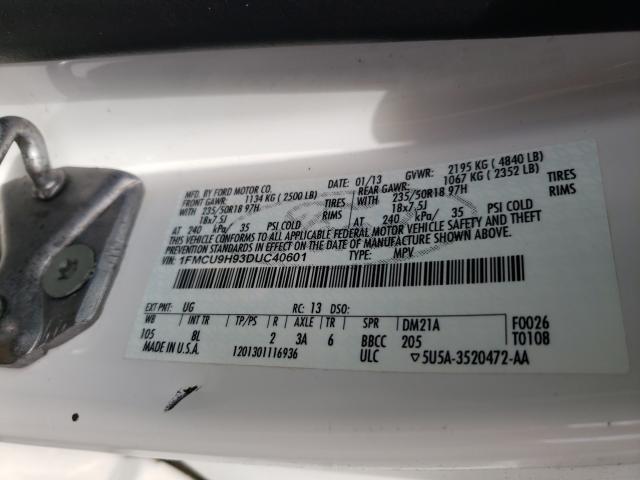 MFD. BY FORD MOTOR CO.
DATE: 01/13 GVWR: 2195 KG ( 4840 LB)
FRONT GAWR: 1134 KG ( 2500 LB) REAR GAWR: 1067 KG ( 2352 LB)
WITH 235/50R18 97H TIRES WITH 235/50R18 97H TIRES
18x7.5J RIMS 18x7.5J RIMS
AT 240 kPa/ 35 PSI COLD AT 240 kPa/ 35 PSI COLD
THIS VEHICLE CONFORMS TO ALL APPLICABLE FEDERAL MOTOR VEHICLE SAFETY AND THEFT
PREVENTION STANDARDS IN EFFECT ON THE DATE OF MANUFACTURE SHOWN ABOVE.
VIN: 1FMCU9H93DUC40601 TYPE: MPV
EXT PNT: UG RC: 13 DSO:
WB INT TR TP/PS R AXLE TR SPR DM21A F0026
105 8L 2 3A 6 BBCC 205 T0108
MADE IN U.S.A. 1201301116936 ULC ▽5U5A-3520472-AA